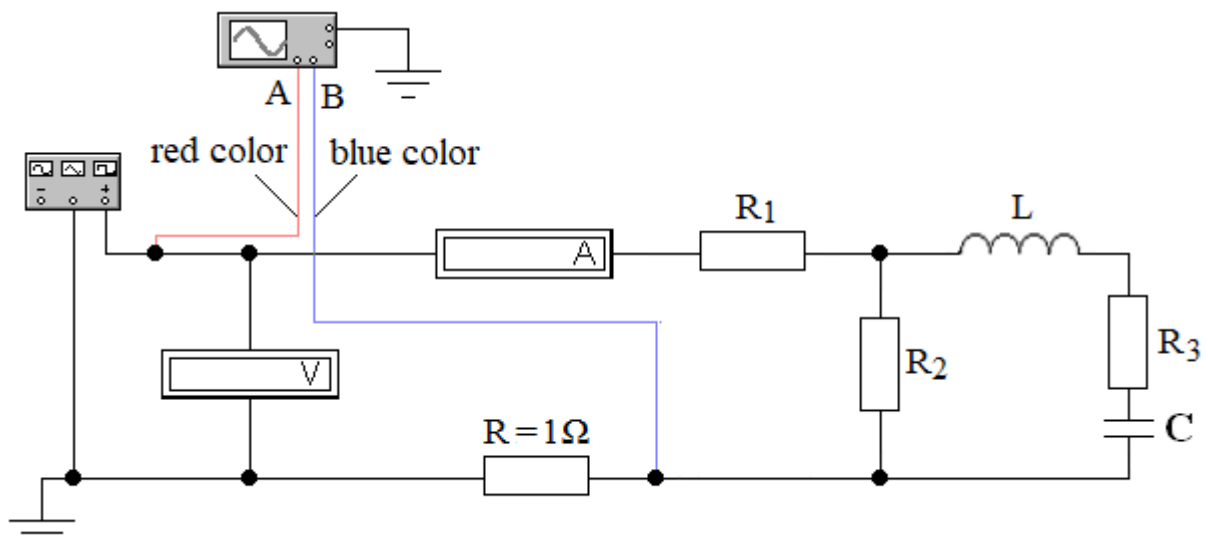 A B
red color
blue color
− +
A
R1
L
R2
R3
V
R = 1Ω
C